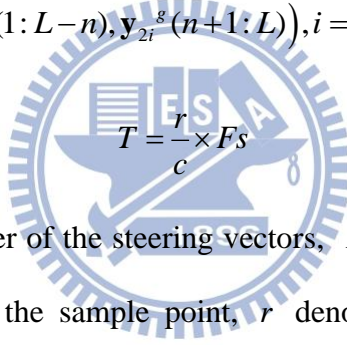 (1: L−n), y₂ᵢᵍ (n+1: L)), i =
T = r/c × Fs
er of the steering vectors,
the sample point, r deno